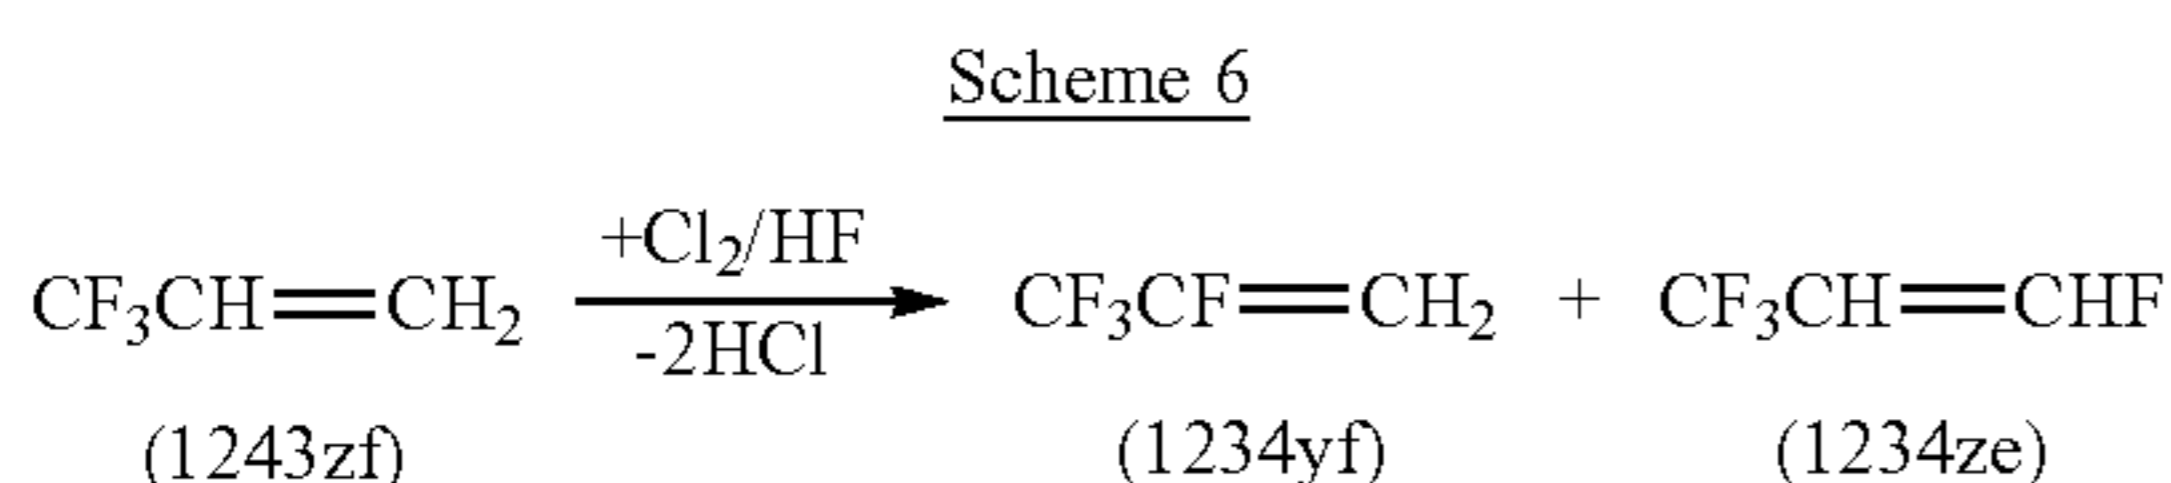 Scheme 6
+Cl₂/HF
CF₃CH=CH₂ CF₃CF=CH₂ + CF₃CH=CHF
-2HCl
(1243zf) (1234yf) (1234ze)